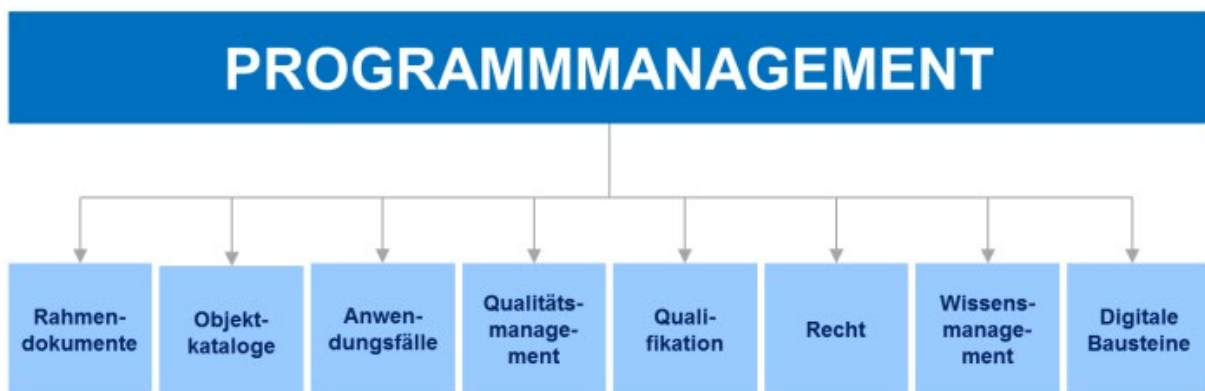 PROGRAMMMANAGEMENT
Rahmen-
dokumente
Objekt-
kataloge
Anwen-
dungsfälle
Qualitäts-
manage-
ment
Quali-
fikation
Recht
Wissens-
manage-
ment
Digitale
Bausteine